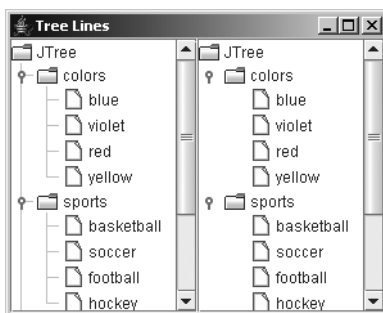 Tree Lines
JTree
colors
blue
violet
red
yellow
sports
basketball
soccer
football
hockey
JTree
colors
blue
violet
red
yellow
sports
basketball
soccer
football
hockey